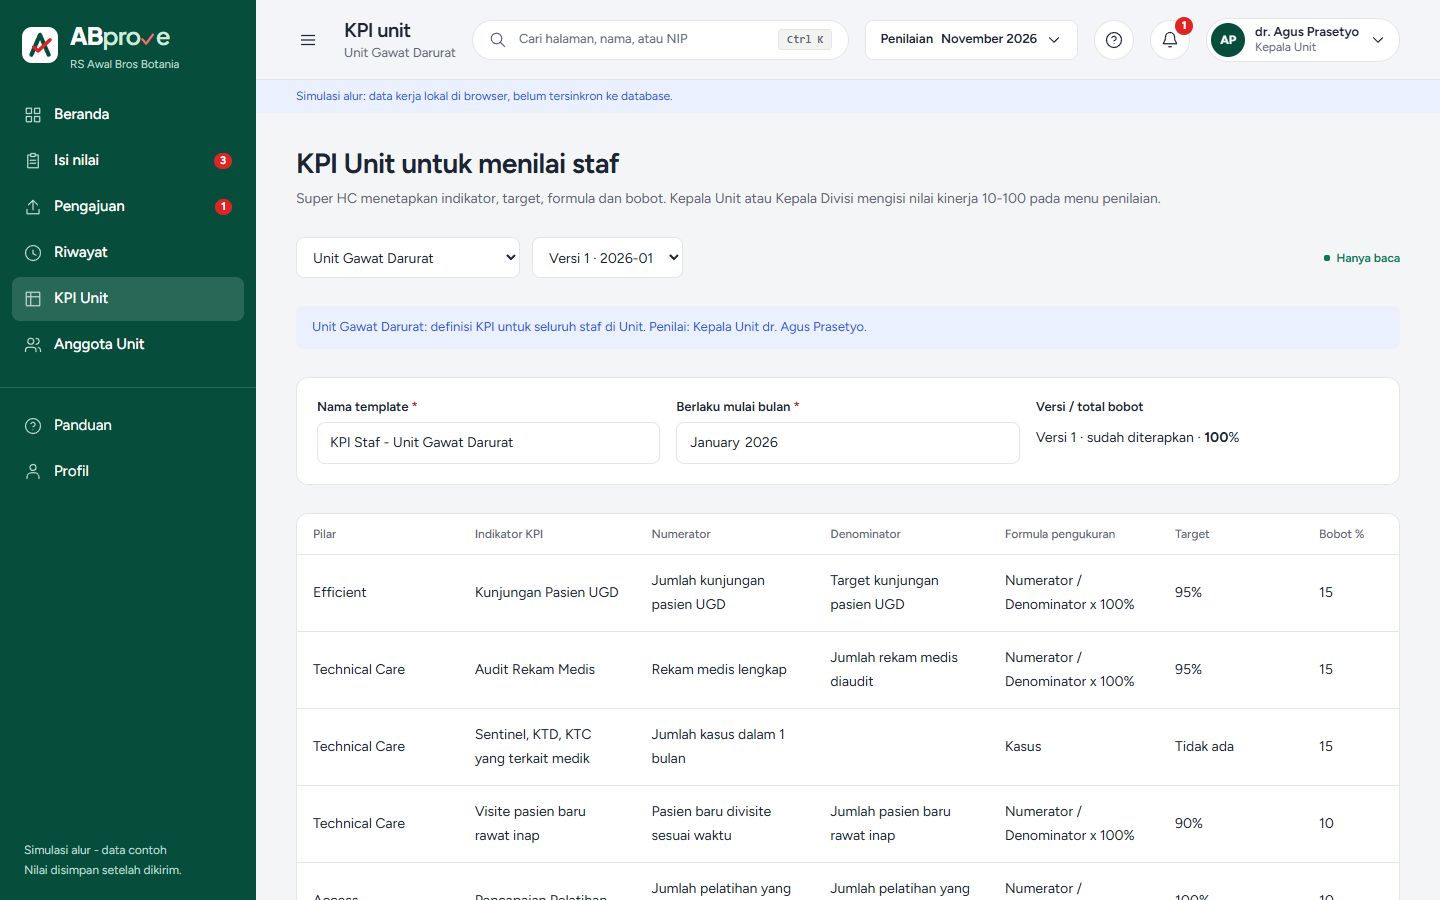 ABprove
RS Awal Bros Botania
Beranda
Isi nilai 3
Pengajuan 1
Riwayat
KPI Unit
Anggota Unit
Panduan
Profil
Simulasi alur - data contoh
Nilai disimpan setelah dikirim.
KPI unit
Unit Gawat Darurat
Cari halaman, nama, atau NIP Ctrl K
Penilaian November 2026
1
AP
dr. Agus Prasetyo
Kepala Unit
Simulasi alur: data kerja lokal di browser, belum tersinkron ke database.
KPI Unit untuk menilai staf
Super HC menetapkan indikator, target, formula dan bobot. Kepala Unit atau Kepala Divisi mengisi nilai kinerja 10-100 pada menu penilaian.
Unit Gawat Darurat
Versi 1 · 2026-01
Hanya baca
Unit Gawat Darurat: definisi KPI untuk seluruh staf di Unit. Penilai: Kepala Unit dr. Agus Prasetyo.
Nama template *
KPI Staf - Unit Gawat Darurat
Berlaku mulai bulan *
January 2026
Versi / total bobot
Versi 1 · sudah diterapkan · 100%
Pilar Indikator KPI Numerator Denominator Formula pengukuran Target Bobot %
Efficient
Kunjungan Pasien UGD
Jumlah kunjungan
pasien UGD
Target kunjungan
pasien UGD
Numerator /
Denominator x 100%
95%
15
Technical Care
Audit Rekam Medis
Rekam medis lengkap
Jumlah rekam medis
diaudit
Numerator /
Denominator x 100%
95%
15
Technical Care
Sentinel, KTD, KTC
yang terkait medik
Jumlah kasus dalam 1
bulan
Kasus
Tidak ada
15
Technical Care
Visite pasien baru
rawat inap
Pasien baru divisite
sesuai waktu
Jumlah pasien baru
rawat inap
Numerator /
Denominator x 100%
90%
10
Access
Pencapaian Pelatihan
Jumlah pelatihan yang
Jumlah pelatihan yang
Numerator /
100%
10